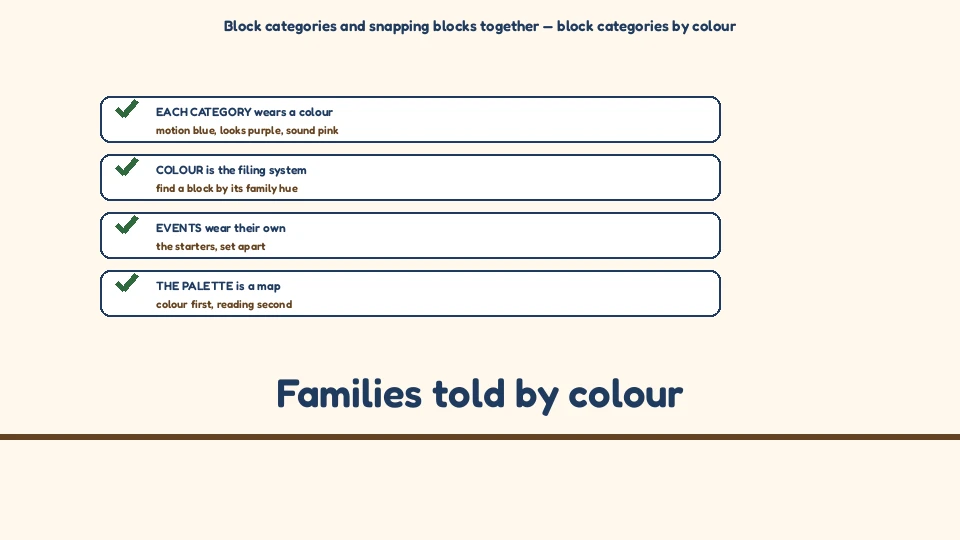 Block categories and snapping blocks together — block categories by colour
EACH CATEGORY wears a colour
motion blue, looks purple, sound pink
COLOUR is the filing system
find a block by its family hue
EVENTS wear their own
the starters, set apart
THE PALETTE is a map
colour first, reading second
Families told by colour